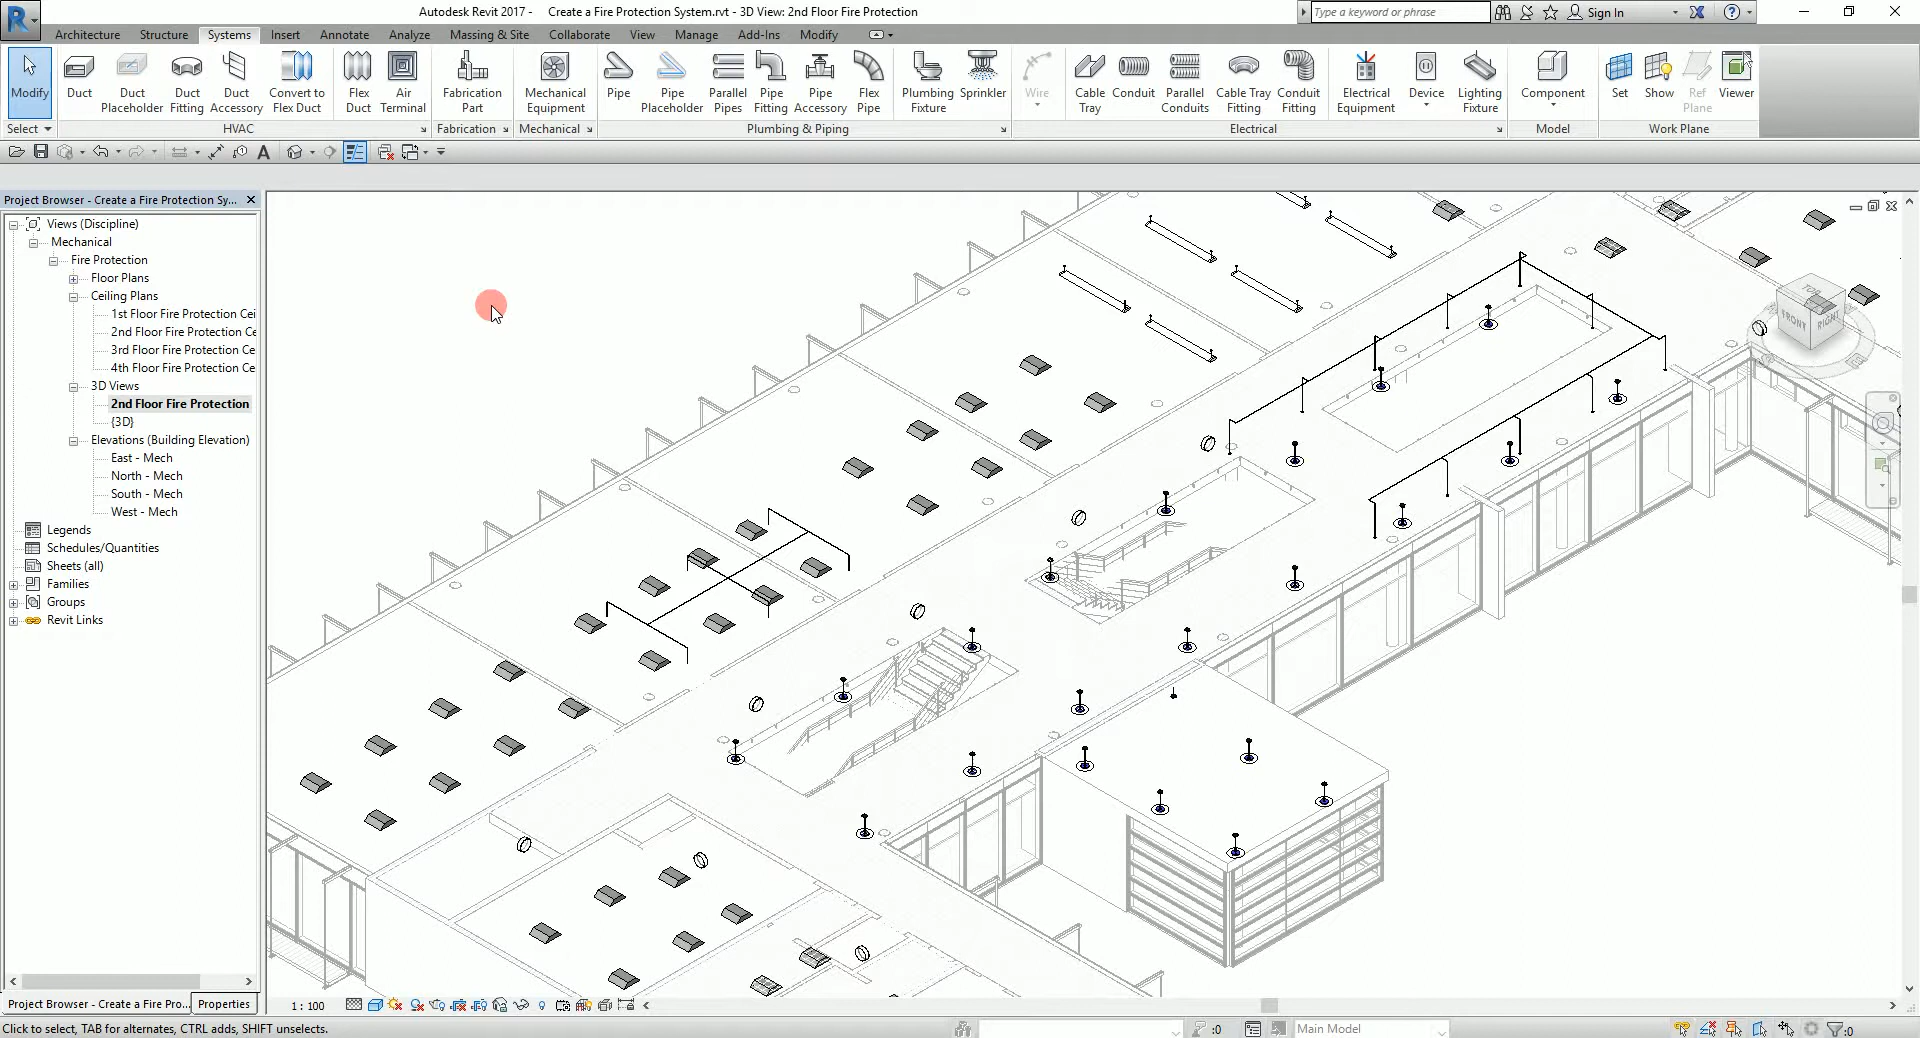 Autodesk Revit 2017 - Create a Fire Protection System.rvt - 3D View: 2nd Floor Fire Protection
Type a keyword or phrase
Sign In
Architecture Structure Systems Insert Annotate Analyze Massing & Site Collaborate View Manage Add-Ins Modify
Modify
Duct
Duct Placeholder
Duct Fitting
Duct Accessory
Convert to Flex Duct
Flex Duct
Air Terminal
Fabrication Part
Mechanical Equipment
Pipe
Pipe Placeholder
Parallel Pipes
Pipe Fitting
Pipe Accessory
Flex Pipe
Plumbing Fixture
Sprinkler
Wire
Cable Tray
Conduit
Parallel Conduits
Cable Tray Fitting
Conduit Fitting
Electrical Equipment
Device
Lighting Fixture
Component
Set
Show
Ref Plane
Viewer
Select HVAC Fabrication Mechanical Plumbing & Piping Electrical Model Work Plane
Project Browser - Create a Fire Protection Sy...
Views (Discipline)
Mechanical
Fire Protection
Floor Plans
Ceiling Plans
1st Floor Fire Protection Cei
2nd Floor Fire Protection Ce
3rd Floor Fire Protection Ce
4th Floor Fire Protection Ce
3D Views
2nd Floor Fire Protection
{3D}
Elevations (Building Elevation)
East - Mech
North - Mech
South - Mech
West - Mech
Legends
Schedules/Quantities
Sheets (all)
Families
Groups
Revit Links
TOP
FRONT
RIGHT
Project Browser - Create a Fire Pro... Properties
1 : 100
Click to select, TAB for alternates, CTRL adds, SHIFT unselects.
:0
Main Model
:0